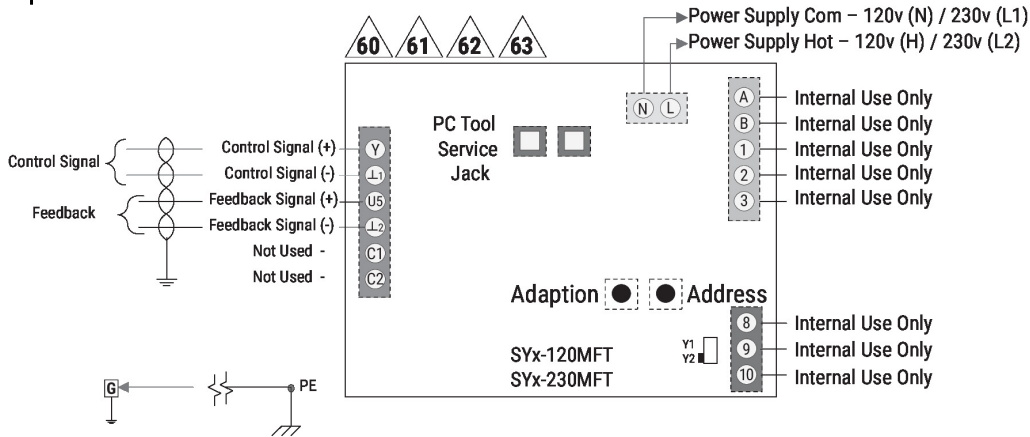 Power Supply Com – 120v (N) / 230v (L1)
Power Supply Hot – 120v (H) / 230v (L2)
60 61 62 63
N L
PC Tool
Service
Jack
A Internal Use Only
B Internal Use Only
1 Internal Use Only
2 Internal Use Only
3 Internal Use Only
Control Signal
Feedback
Control Signal (+) Y
Control Signal (-) ⊥1
Feedback Signal (+) U5
Feedback Signal (-) ⊥2
Not Used - C1
Not Used - C2
Adaption Address
8 Internal Use Only
9 Internal Use Only
10 Internal Use Only
Y1
Y2
SYx-120MFT
SYx-230MFT
G PE